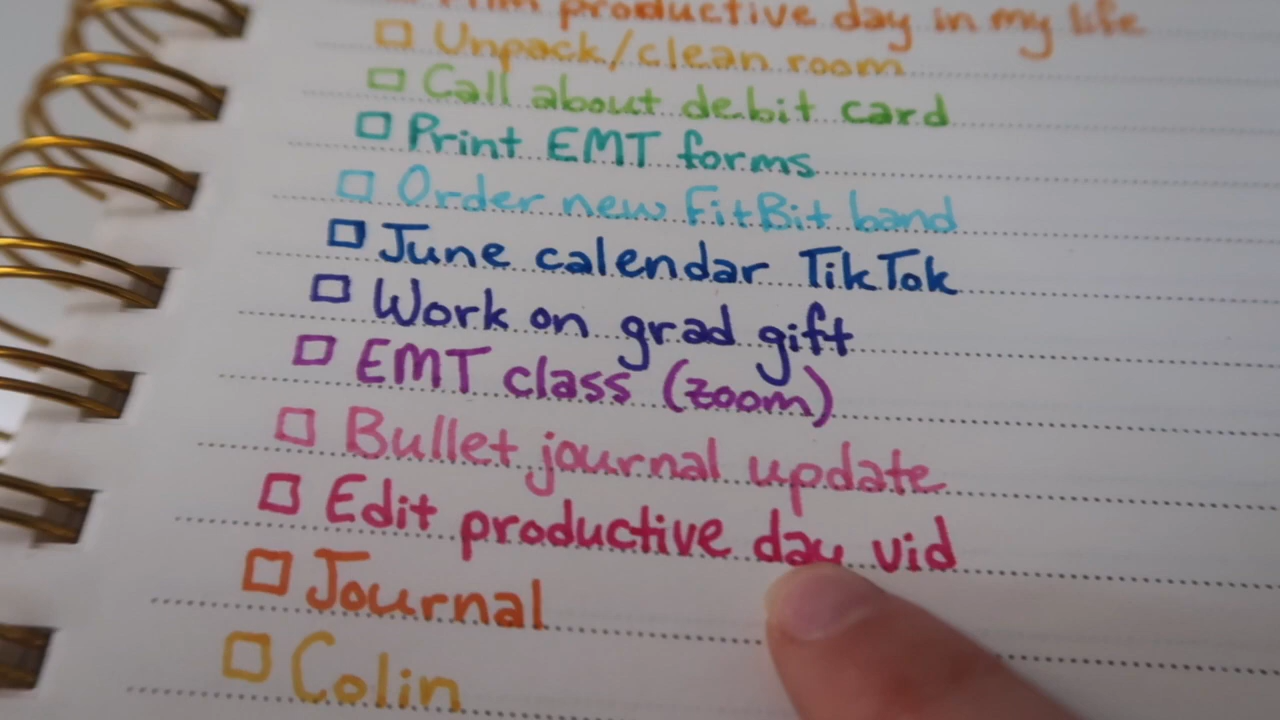 Film productive day in my life
Unpack/clean room
Call about debit card
Print EMT forms
Order new FitBit band
June calendar TikTok
Work on grad gift
EMT class (zoom)
Bullet journal update
Edit productive day vid
Journal
Colin